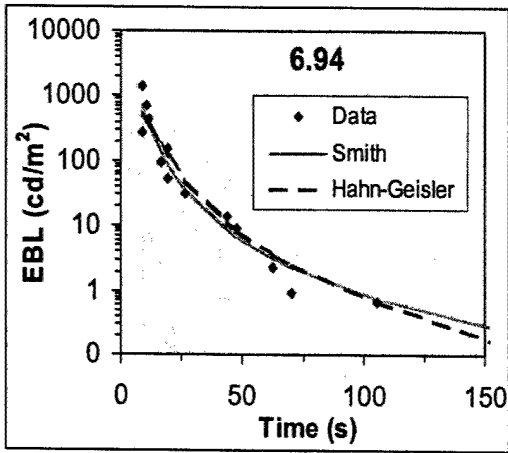 10000
6.94
1000
Data
Smith
Hahn-Geisler
100
10
1
0
EBL (cd/m²)
0
50
100
150
Time (s)